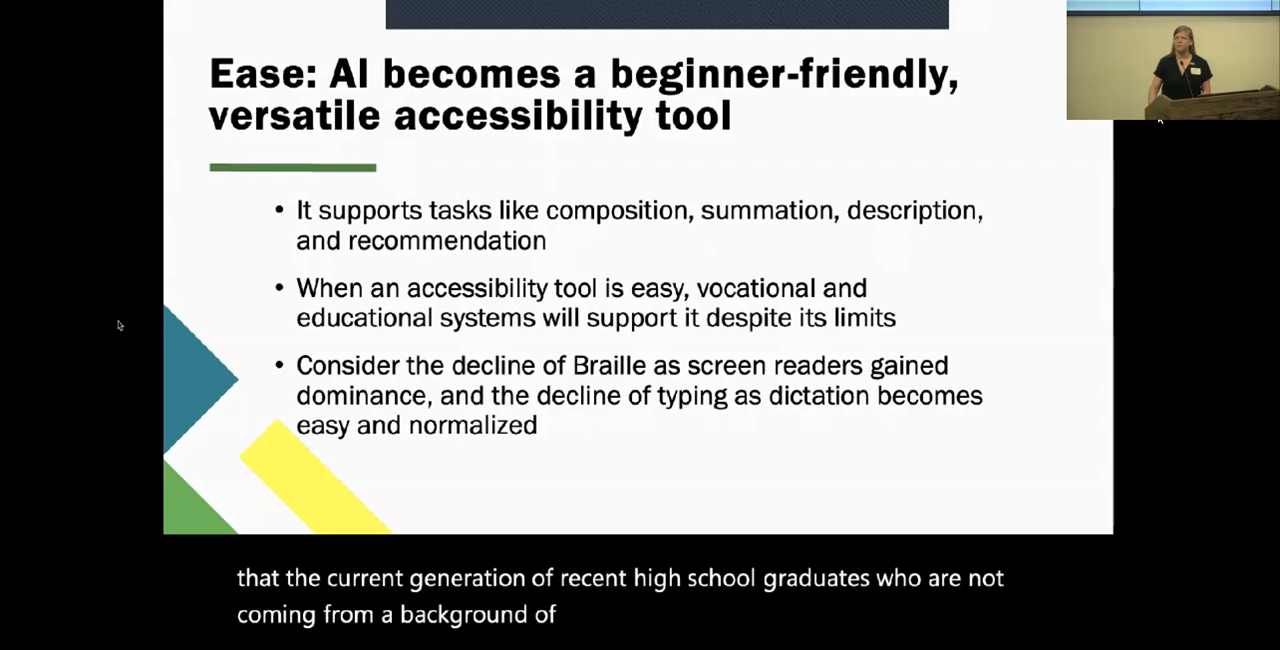 Ease: AI becomes a beginner-friendly,
versatile accessibility tool
• It supports tasks like composition, summation, description,
and recommendation
• When an accessibility tool is easy, vocational and
educational systems will support it despite its limits
• Consider the decline of Braille as screen readers gained
dominance, and the decline of typing as dictation becomes
easy and normalized
that the current generation of recent high school graduates who are not
coming from a background of